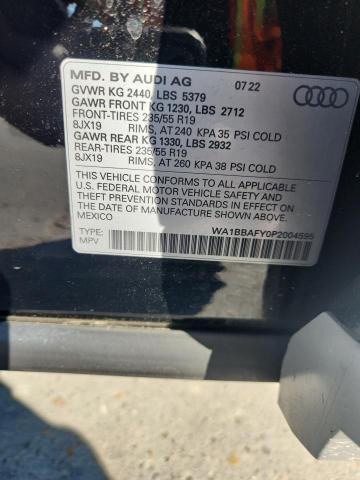 MFD. BY AUDI AG 07 22
GVWR KG 2440, LBS 5379
GAWR FRONT KG 1230, LBS 2712
FRONT-TIRES 235/55 R19
8JX19 RIMS, AT 240 KPA 35 PSI COLD
GAWR REAR KG 1330, LBS 2932
REAR-TIRES 235/55 R19
8JX19 RIMS, AT 260 KPA 38 PSI COLD
THIS VEHICLE CONFORMS TO ALL APPLICABLE
U.S. FEDERAL MOTOR VEHICLE SAFETY AND
THEFT PREVENTION STANDARDS IN EFFECT ON THE
DATE OF MANUFACTURE SHOWN ABOVE.
MEXICO
TYPE: WA1BBAFY0P2004595
MPV